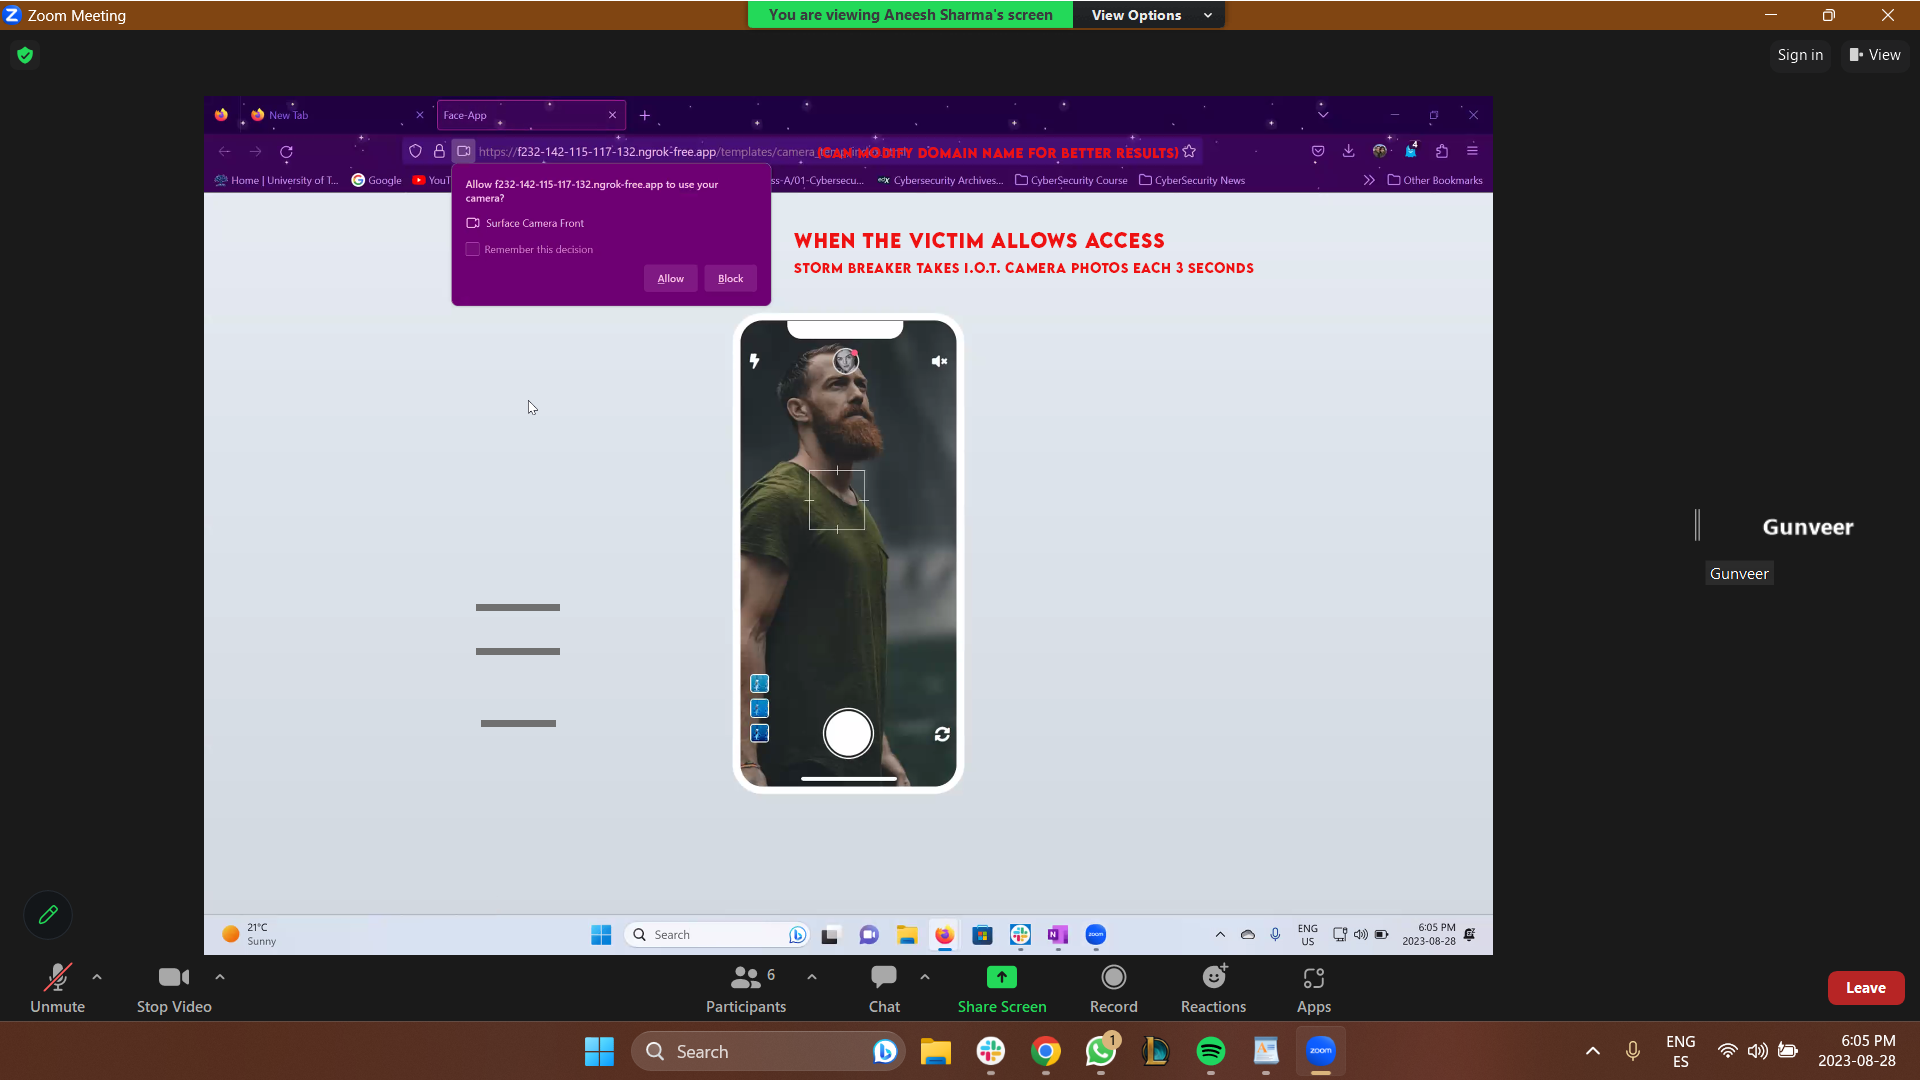 Zoom Meeting
You are viewing Aneesh Sharma's screen
View Options
Sign in
View
New Tab
Face-App
https://f232-142-115-117-132.ngrok-free.app/templates/camera
MODIFY DOMAIN NAME FOR BETTER RESULTS)
Home | University of T...
Google
ss-A/01-Cybersecu...
edX Cybersecurity Archives...
CyberSecurity Course
CyberSecurity News
Other Bookmarks
4
Allow f232-142-115-117-132.ngrok-free.app to use your
camera?
Surface Camera Front
Remember this decision
Allow
Block
WHEN THE VICTIM ALLOWS ACCESS
STORM BREAKER TAKES I.O.T. CAMERA PHOTOS EACH 3 SECONDS
Gunveer
Gunveer
21°C
Sunny
Search
zoom
ENG
US
6:05 PM
2023-08-28
Unmute
Stop Video
6
Participants
Chat
Share Screen
Record
Reactions
Apps
Leave
Search
1
zoom
ENG
ES
6:05 PM
2023-08-28